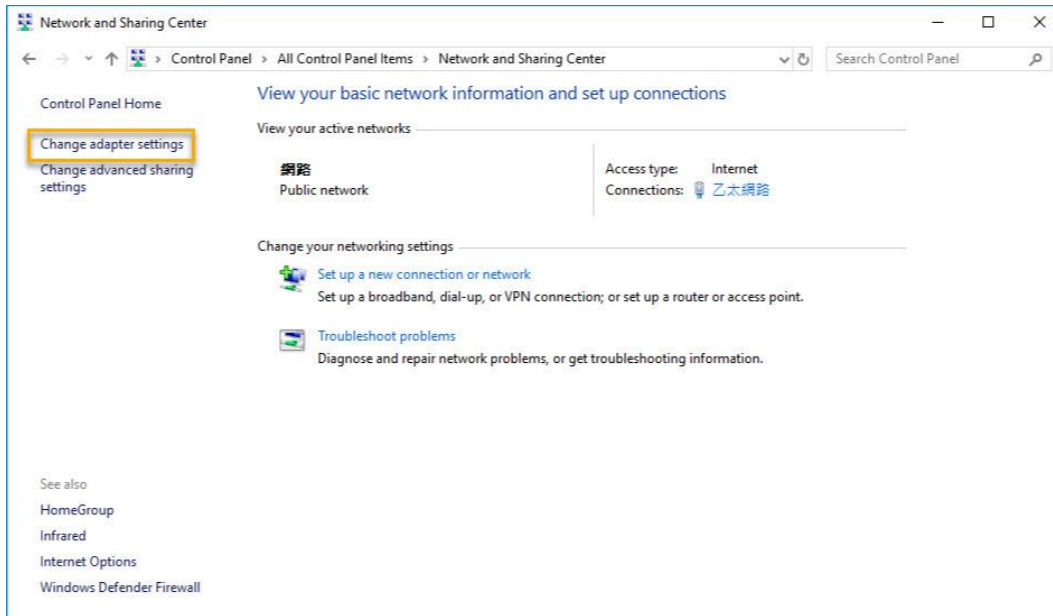 Network and Sharing Center
Control Panel > All Control Panel Items > Network and Sharing Center
Search Control Panel
Control Panel Home
Change adapter settings
Change advanced sharing
settings
View your basic network information and set up connections
View your active networks
網路
Public network
Access type: Internet
Connections: 乙太網路
Change your networking settings
Set up a new connection or network
Set up a broadband, dial-up, or VPN connection; or set up a router or access point.
Troubleshoot problems
Diagnose and repair network problems, or get troubleshooting information.
See also
HomeGroup
Infrared
Internet Options
Windows Defender Firewall